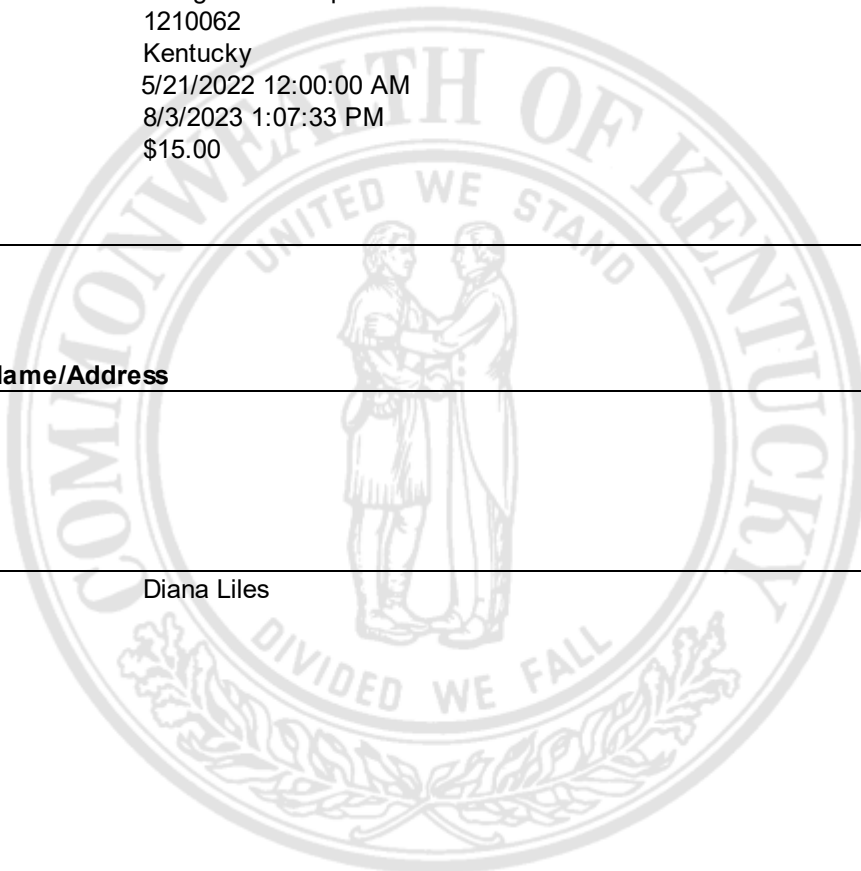 1210062
Kentucky
5/21/2022 12:00:00 AM
8/3/2023 1:07:33 PM
$15.00
COMMONWEALTH OF KENTUCKY
UNITED WE STAND
Name/Address
Diana Liles
DIVIDED WE FALL